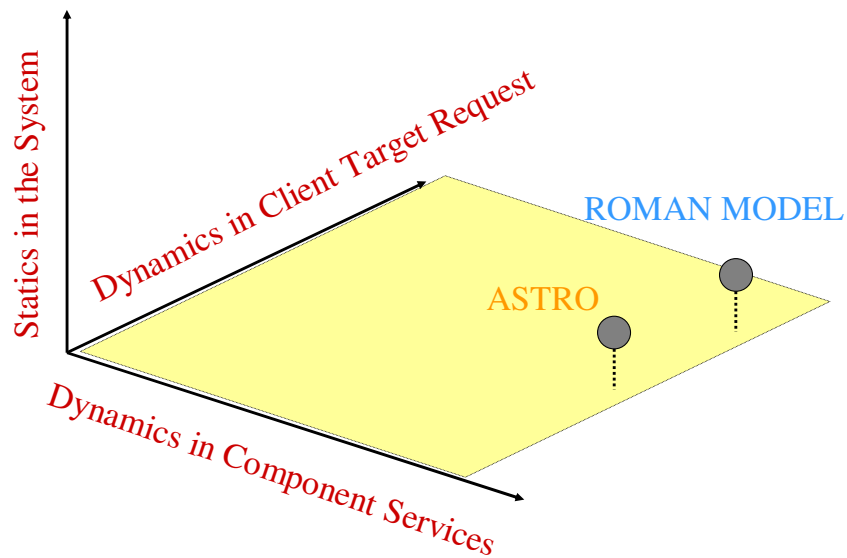 Statics in the System
Dynamics in Client Target Request
ROMAN MODEL
ASTRO
Dynamics in Component Services